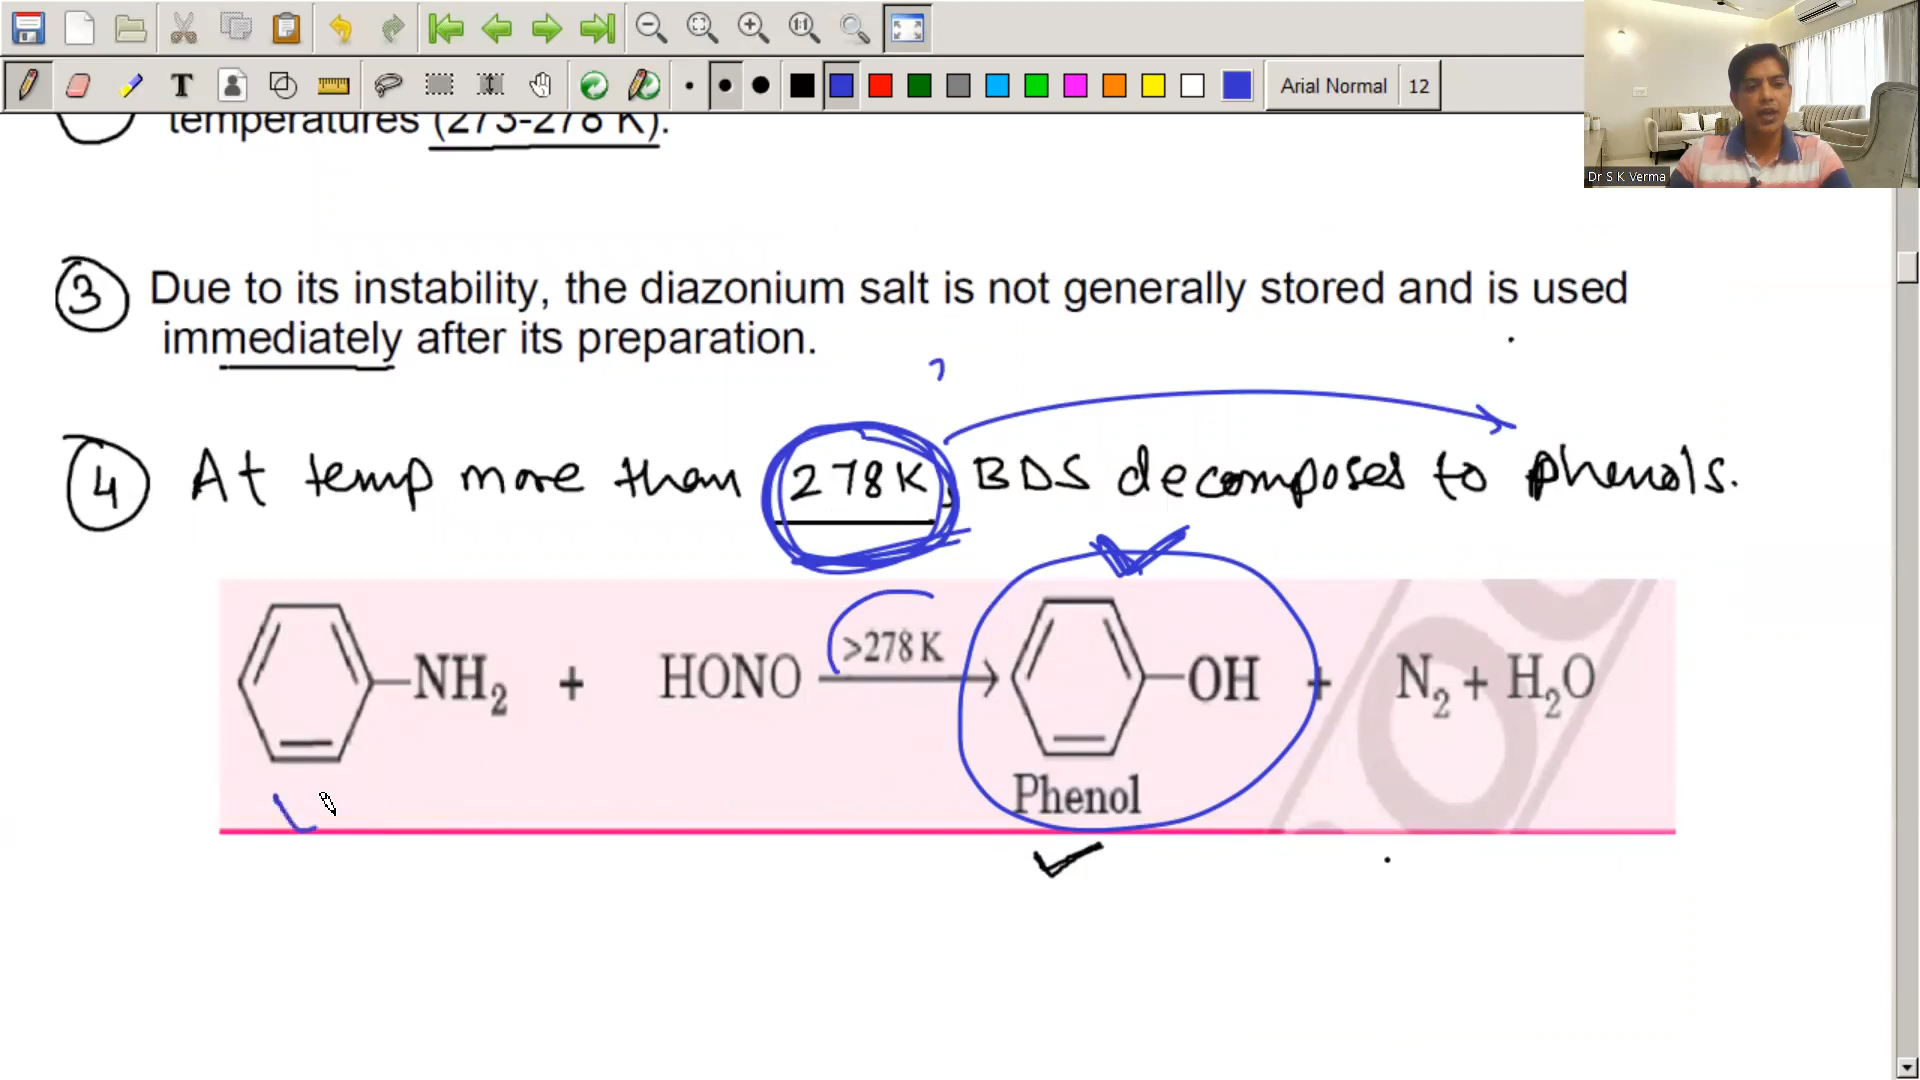 T
1:1
Arial Normal 12
Dr S K Verma
temperatures (273-278 K).
3 Due to its instability, the diazonium salt is not generally stored and is used
immediately after its preparation.
4 At temp more than 278K, BDS decomposes to phenols.
NH2 + HONO >278 K OH + N2 + H2O
Phenol